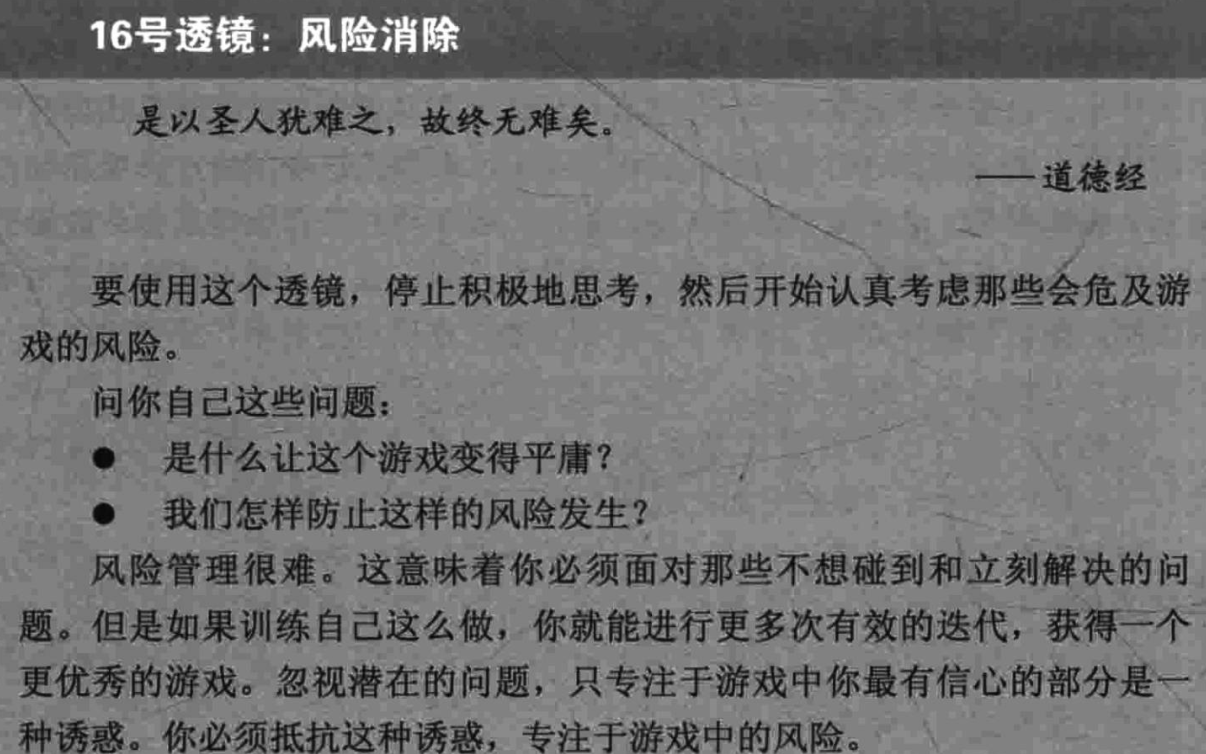 16号透镜：风险消除
是以圣人犹难之，故终无难矣。
—— 道德经
要使用这个透镜，停止积极地思考，然后开始认真考虑那些会危及游
戏的风险。
问你自己这些问题：
● 是什么让这个游戏变得平庸？
● 我们怎样防止这样的风险发生？
风险管理很难。这意味着你必须面对那些不想碰到和立刻解决的问
题。但是如果训练自己这么做，你就能进行更多次有效的迭代，获得一个
更优秀的游戏。忽视潜在的问题，只专注于游戏中你最有信心的部分是一
种诱惑。你必须抵抗这种诱惑，专注于游戏中的风险。